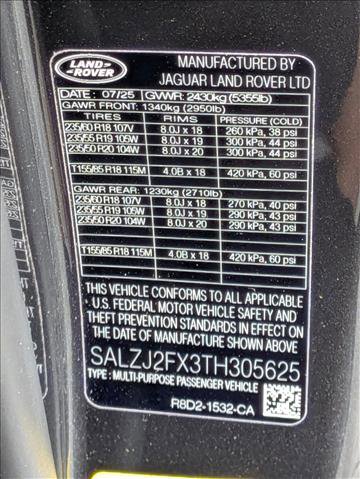 LAND-
ROVER
MANUFACTURED BY
JAGUAR LAND ROVER LTD
DATE: 07/25 GVWR: 2430kg (5355lb)
GAWR FRONT: 1340kg (2950lb)
TIRES RIMS PRESSURE (COLD)
235/60 R18 107V 8.0J x 18 260 kPa, 38 psi
235/55 R19 105W 8.0J x 19 300 kPa, 44 psi
235/50 R20 104W 8.0J x 20 300 kPa, 44 psi
T155/85 R18 115M 4.0B x 18 420 kPa, 60 psi
GAWR REAR: 1230kg (2710lb)
235/60 R18 107V 8.0J x 18 270 kPa, 40 psi
235/55 R19 105W 8.0J x 19 290 kPa, 43 psi
235/50 R20 104W 8.0J x 20 290 kPa, 43 psi
T155/85 R18 115M 4.0B x 18 420 kPa, 60 psi
THIS VEHICLE CONFORMS TO ALL APPLICABLE
U.S. FEDERAL MOTOR VEHICLE SAFETY AND
THEFT PREVENTION STANDARDS IN EFFECT ON
THE DATE OF MANUFACTURE SHOWN ABOVE
SALZJ2FX3TH305625
TYPE : MULTI-PURPOSE PASSENGER VEHICLE
R8D2-1532-CA